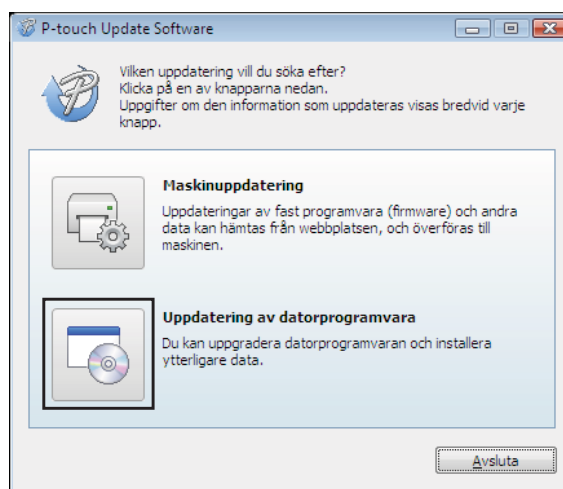 P-touch Update Software
Vilken uppdatering vill du söka efter?
Klicka på en av knapparna nedan.
Uppgifter om den information som uppdateras visas bredvid varje
knapp.
Maskinuppdatering
Uppdateringar av fast programvara (firmware) och andra
data kan hämtas från webbplatsen, och överföras till
maskinen.
Uppdatering av datorprogramvara
Du kan uppgradera datorprogramvaran och installera
ytterligare data.
Avsluta